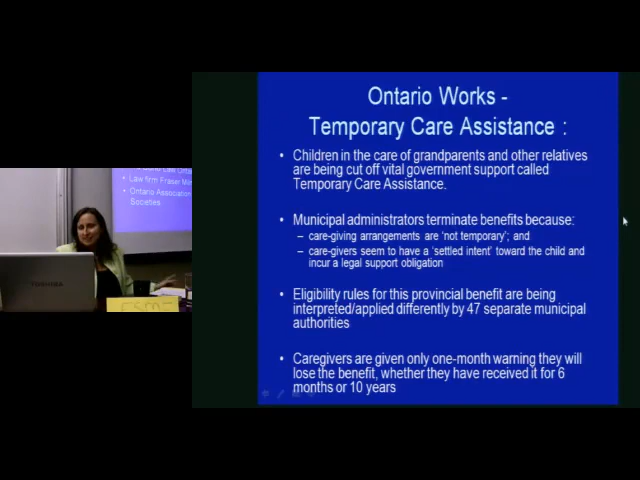 Law firm Fraser
Ontario Association
Societies
TOSHIBA
Ontario Works -
Temporary Care Assistance :
• Children in the care of grandparents and other relatives
are being cut off vital government support called
Temporary Care Assistance.
• Municipal administrators terminate benefits because:
– care-giving arrangements are ‘not temporary’; and
– care-givers seem to have a ‘settled intent’ toward the child and
incur a legal support obligation
• Eligibility rules for this provincial benefit are being
interpreted/applied differently by 47 separate municipal
authorities
• Caregivers are given only one-month warning they will
lose the benefit, whether they have received it for 6
months or 10 years